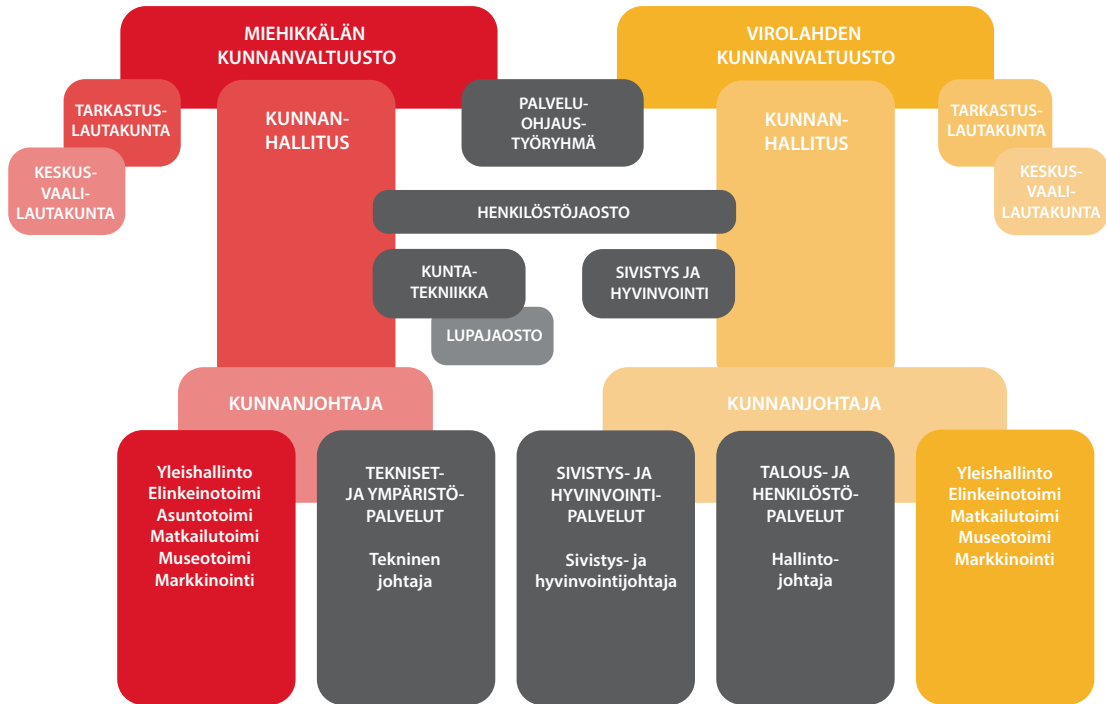 MIEHIKKÄLÄN
KUNNANVALTUUSTO
VIROLAHDEN
KUNNANVALTUUSTO
TARKASTUS-
LAUTAKUNTA
KESKUS-
VAALI-
LAUTAKUNTA
KUNNAN-
HALLITUS
PALVELU-
OHJAUS-
TYÖRYHMÄ
KUNNAN-
HALLITUS
TARKASTUS-
LAUTAKUNTA
KESKUS-
VAALI-
LAUTAKUNTA
HENKILÖSTÖJAOSTO
KUNTA-
TEKNIIKKA
LUPAJAOSTO
SIVISTYS JA
HYVINVOINTI
KUNNANJOHTAJA
KUNNANJOHTAJA
Yleishallinto
Elinkeinotoimi
Asuntotoimi
Matkailutoimi
Museotoimi
Markkinointi
TEKNISET-
JA YMPÄRISTÖ-
PALVELUT
Tekninen
johtaja
SIVISTYS- JA
HYVINVOINTI-
PALVELUT
Sivistys- ja
hyvinvointijohtaja
TALOUS- JA
HENKILÖSTÖ-
PALVELUT
Hallinto-
johtaja
Yleishallinto
Elinkeinotoimi
Matkailutoimi
Museotoimi
Markkinointi